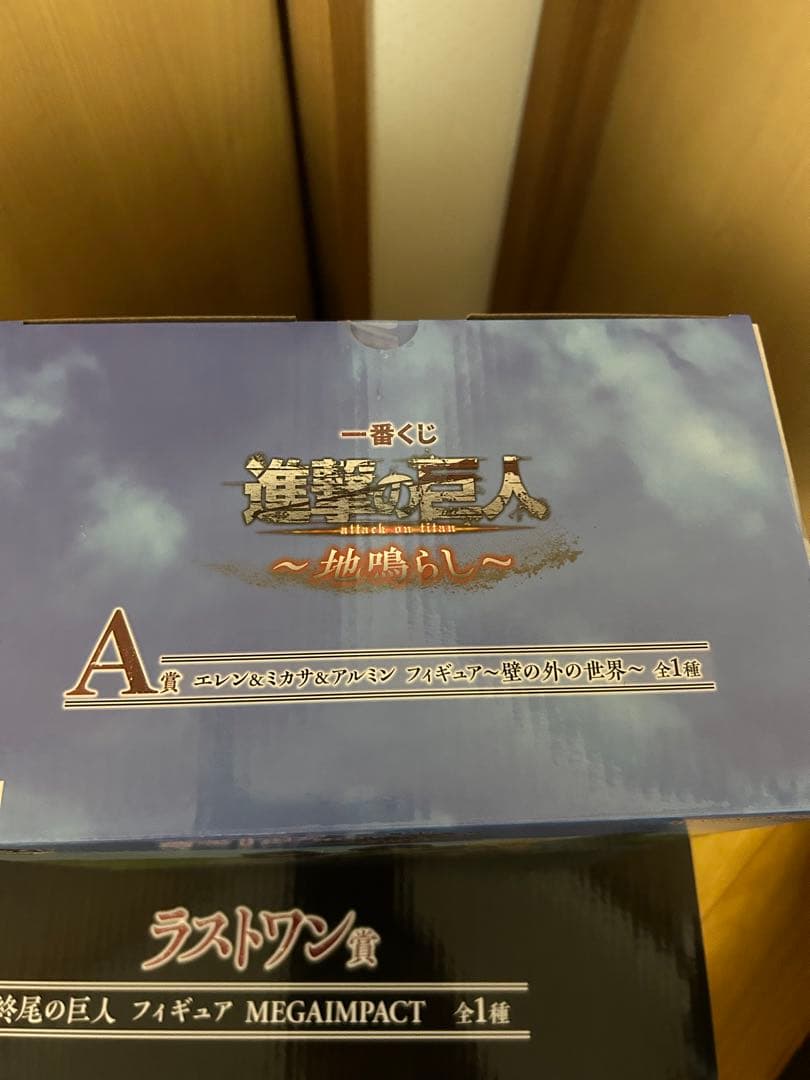 一番くじ
進撃の巨人
attack on titan
〜地鳴らし〜
A賞 エレン&ミカサ&アルミン フィギュア〜壁の外の世界〜 全1種
ラストワン賞
終尾の巨人 フィギュア MEGAIMPACT 全1種